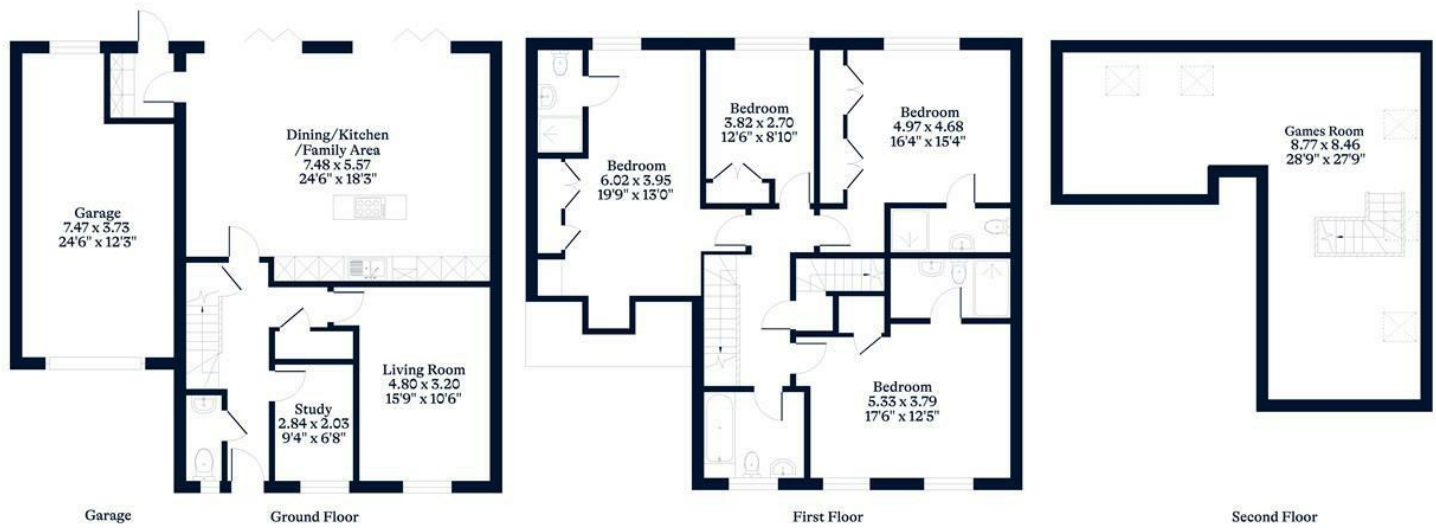 Garage
7.47 x 3.73
24'6" x 12'3"
Dining/Kitchen
/Family Area
7.48 x 5.57
24'6" x 18'3"
Living Room
4.80 x 3.20
15'9" x 10'6"
Study
2.84 x 2.03
9'4" x 6'8"
Bedroom
6.02 x 3.95
19'9" x 13'0"
Bedroom
3.82 x 2.70
12'6" x 8'10"
Bedroom
4.97 x 4.68
16'4" x 15'4"
Bedroom
5.33 x 3.79
17'6" x 12'5"
Games Room
8.77 x 8.46
28'9" x 27'9"
Garage
Ground Floor
First Floor
Second Floor